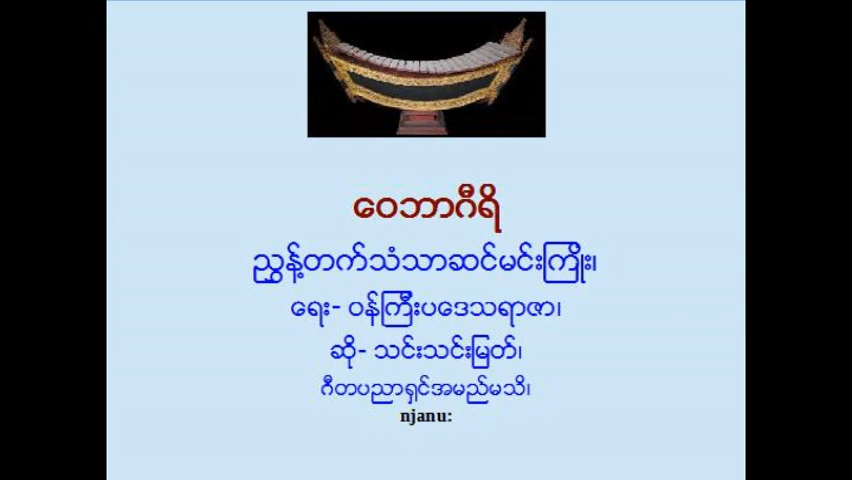 ဝေဘာဂီရိ
ညွှန့်တက်သံသာဆင်မင်းကြိုး၊
ရေး- ဝန်ကြီးပဒေသရာဇာ၊
ဆို- သင်းသင်းမြတ်၊
ဂီတပညာရှင်အမည်မသိ၊
njanu: